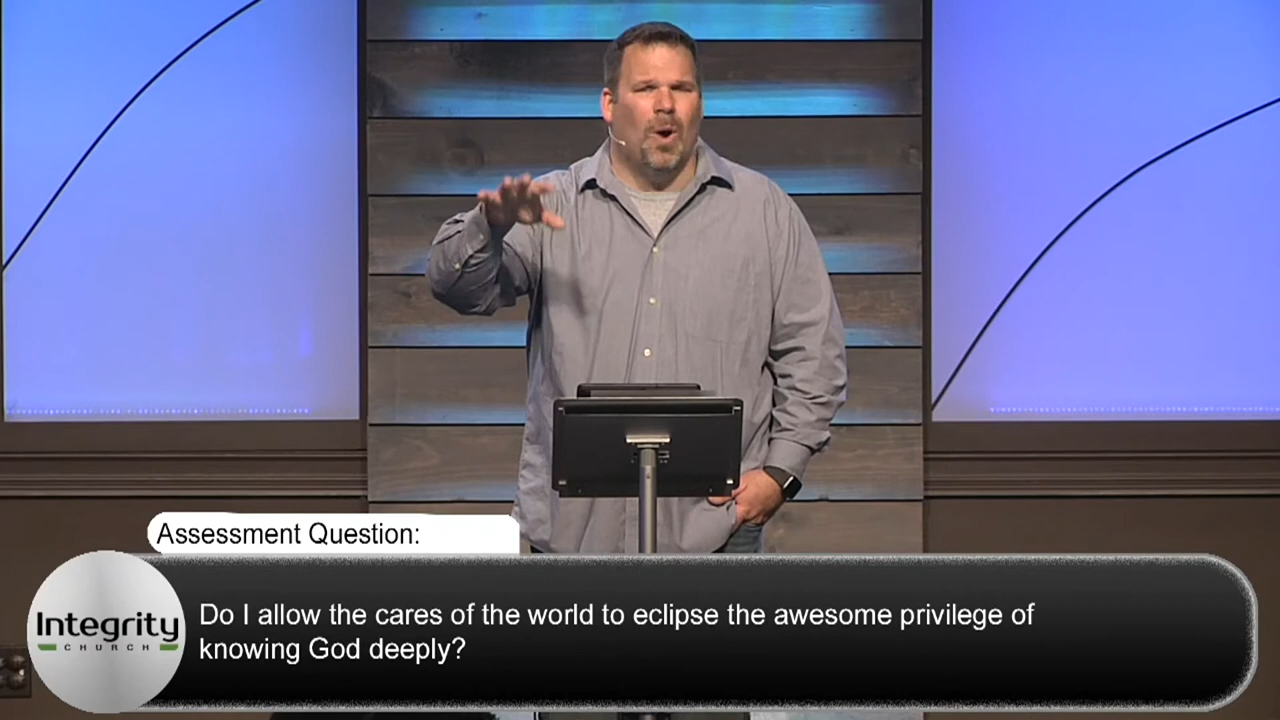 Assessment Question:
Integrity
CHURCH
Do I allow the cares of the world to eclipse the awesome privilege of
knowing God deeply?